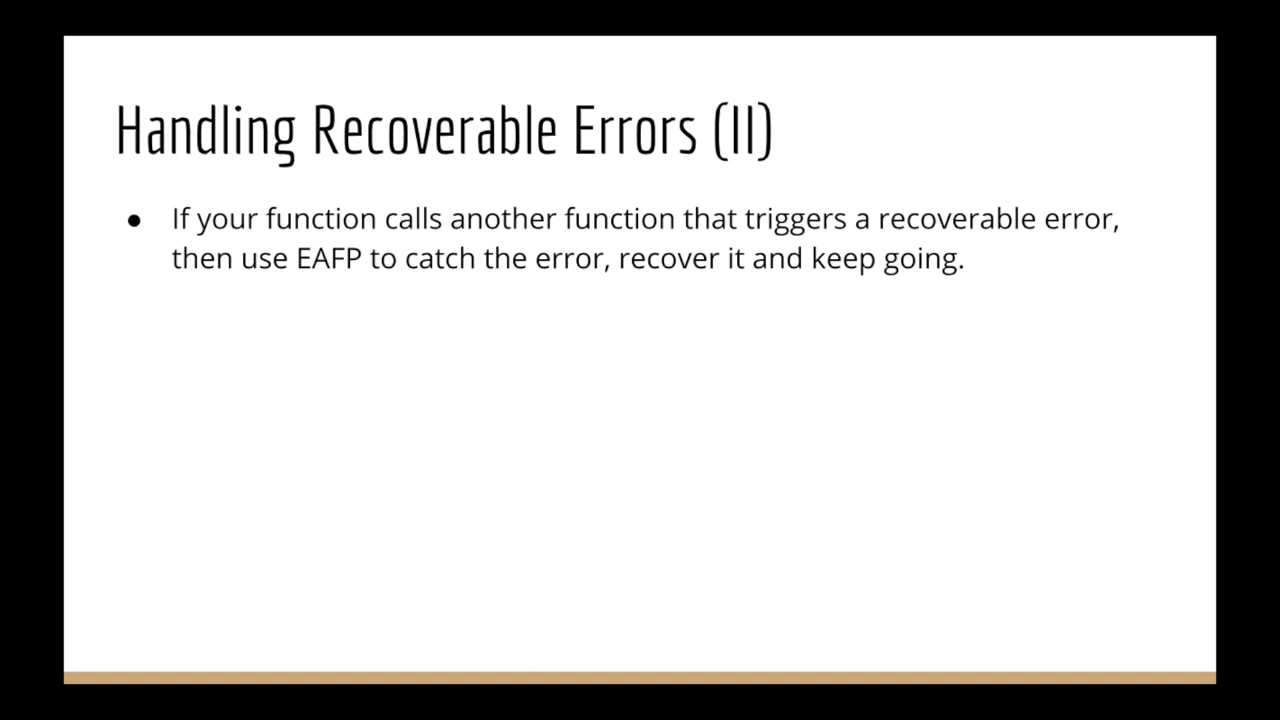 Handling Recoverable Errors (II)
● If your function calls another function that triggers a recoverable error,
then use EAFP to catch the error, recover it and keep going.